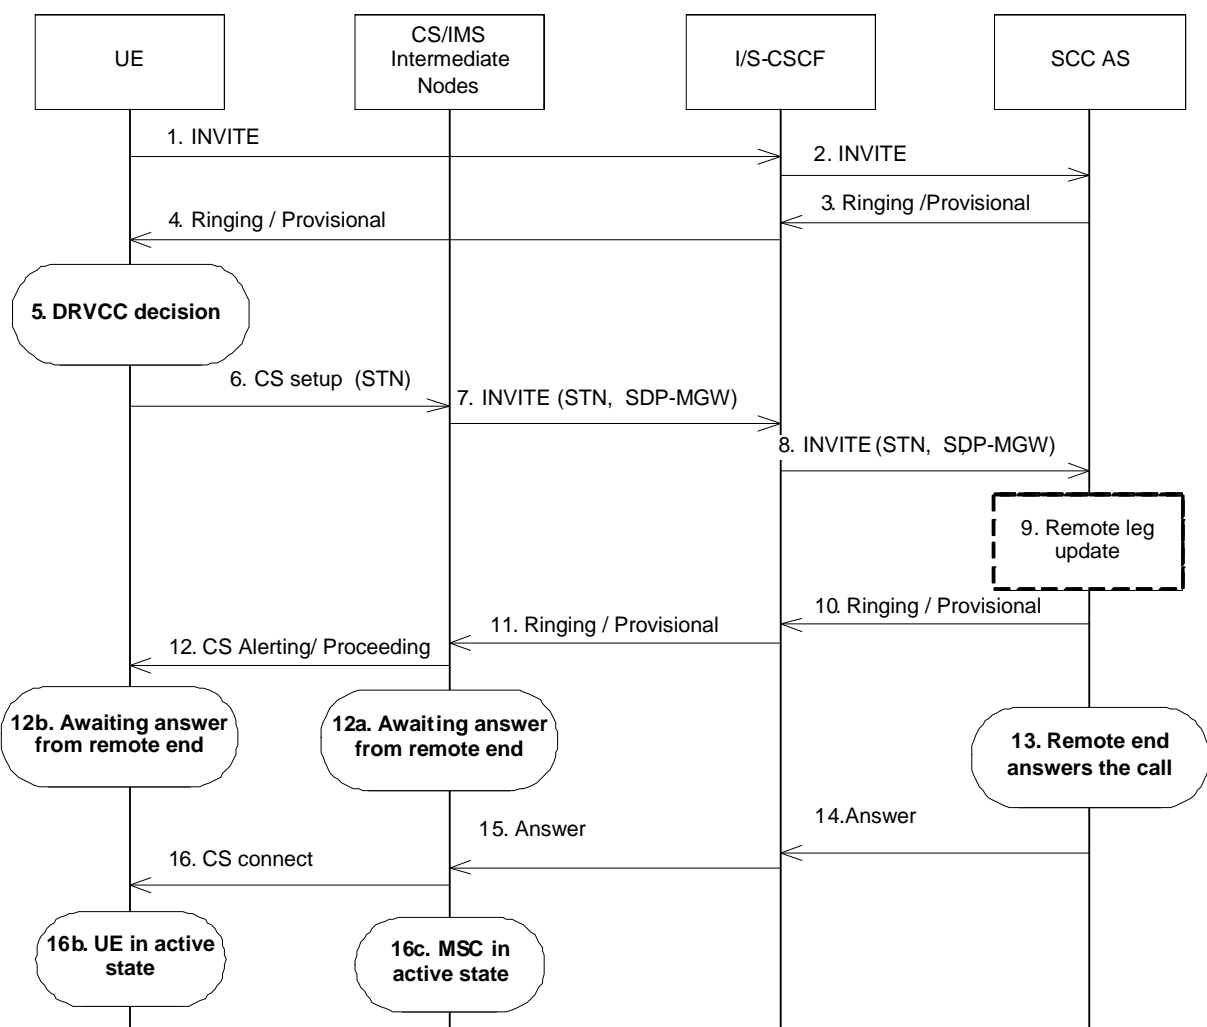 UE
CS/IMS
Intermediate
Nodes
I/S-CSCF
SCC AS
1. INVITE
2. INVITE
3. Ringing /Provisional
4. Ringing / Provisional
5. DRVCC decision
6. CS setup (STN)
7. INVITE (STN, SDP-MGW)
8. INVITE (STN, SDP-MGW)
9. Remote leg
update
10. Ringing / Provisional
11. Ringing / Provisional
12. CS Alerting/ Proceeding
12b. Awaiting answer
from remote end
12a. Awaiting answer
from remote end
13. Remote end
answers the call
14.Answer
15. Answer
16. CS connect
16b. UE in active
state
16c. MSC in
active state